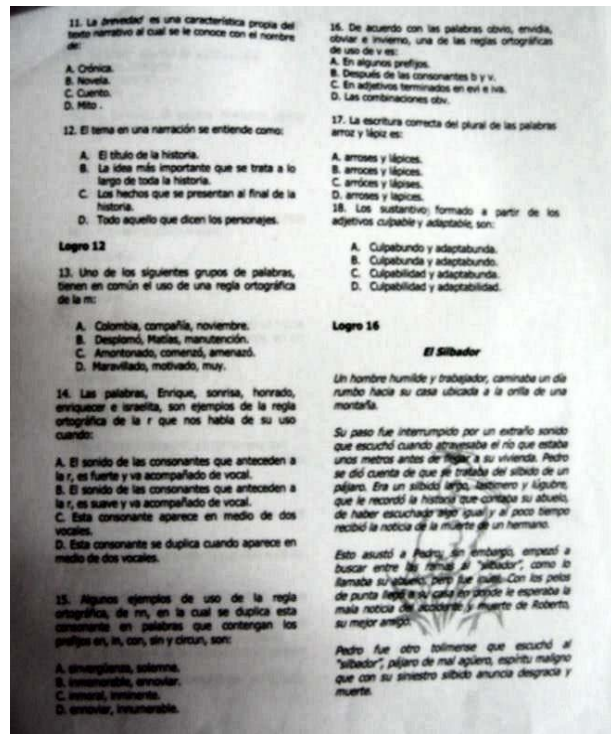 11. La brevedad es una característica propia del
texto narrativo al cual se le conoce con el nombre
de:
A. Crónica.
B. Novela.
C. Cuento.
D. Mito .
12. El tema en una narración se entiende como:
A. El título de la historia.
B. La idea más importante que se trata a lo
largo de toda la historia.
C. Los hechos que se presentan al final de la
historia.
D. Todo aquello que dicen los personajes.
Logro 12
13. Uno de los siguientes grupos de palabras,
tienen en común el uso de una regla ortográfica
de la m:
A. Colombia, compañía, noviembre.
B. Desplomó, Matías, manutención.
C. Amontonado, comenzó, amenazó.
D. Maravillado, motivado, muy.
14. Las palabras, Enrique, sonrisa, honrado,
enriquecer e israelita, son ejemplos de la regla
ortográfica de la r que nos habla de su uso
cuando:
A. El sonido de las consonantes que anteceden a
la r, es fuerte y va acompañado de vocal.
B. El sonido de las consonantes que anteceden a
la r, es suave y va acompañado de vocal.
C. Esta consonante aparece en medio de dos
vocales.
D. Esta consonante se duplica cuando aparece en
medio de dos vocales.
15. Algunos ejemplos de uso de la regla
ortográfica, de nn, en la cual se duplica esta
consonante en palabras que contengan los
prefijos en, in, con, sin y circun, son:
A. sinvergüenza, solemne.
B. innumerable, ennoviar.
C. inmoral, inminente.
D. ennoviar, innumerable.
16. De acuerdo con las palabras obvio, envidia,
obviar e invierno, una de las reglas ortográficas
de uso de v es:
A. En algunos prefijos.
B. Después de las consonantes b y v.
C. En adjetivos terminados en evi e iva.
D. Las combinaciones obv.
17. La escritura correcta del plural de las palabras
arroz y lápiz es:
A. arroses y lápices.
B. arroces y lápices.
C. arróces y lápises.
D. arroses y lapices.
18. Los sustantivo; formado a partir de los
adjetivos culpable y adaptable, son:
A. Culpabundo y adaptabunda.
B. Culpabunda y adaptabundo.
C. Culpabilidad y adaptabunda.
D. Culpabilidad y adaptabilidad.
Logro 16
El Silbador
Un hombre humilde y trabajador, caminaba un día
rumbo hacia su casa ubicada a la orilla de una
montaña.
Su paso fue interrumpido por un extraño sonido
que escuchó cuando atravesaba el río que estaba
unos metros antes de llegar a su vivienda. Pedro
se dió cuenta de que se trataba del silbido de un
pájaro. Era un silbido largo, lastimero y lúgubre,
que le recordó la historia que contaba su abuelo,
de haber escuchado algo igual y al poco tiempo
recibió la noticia de la muerte de un hermano.
Esto asustó a Pedro; sin embargo, empezó a
buscar entre las ramas al "silbador", como lo
llamaba su abuelo, pero fue inútil. Con los pelos
de punta llegó a su casa en donde le esperaba la
mala noticia del accidente y muerte de Roberto,
su mejor amigo.
Pedro fue otro tolimense que escuchó al
"silbador", pájaro de mal agüero, espíritu maligno
que con su siniestro silbido anuncia desgracia y
muerte.